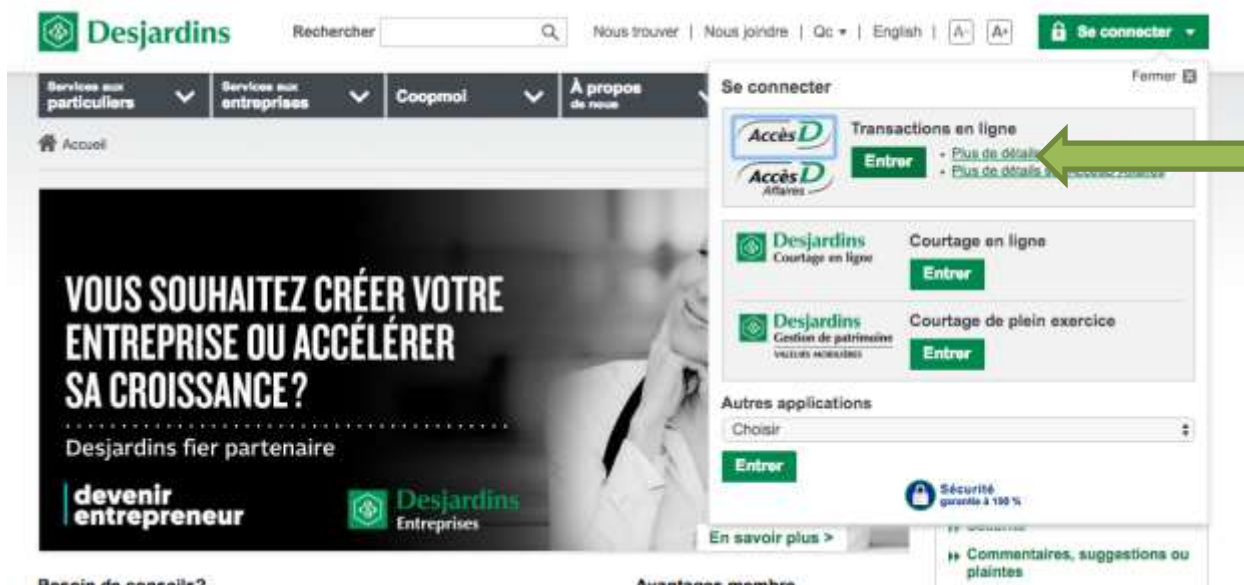 Desjardins
Rechercher
Nous trouver | Nous joindre | Qc | English | A- A+
Se connecter
Services aux
particuliers
Services aux
entreprises
Coopmoi
À propos
de nous
Accueil
Fermer
Se connecter
AccèsD
AccèsD
Affaires
Transactions en ligne
Entrer
Plus de détails
Plus de détails
Desjardins
Courtage en ligne
Courtage en ligne
Entrer
Desjardins
Gestion de patrimoine
VALEURS MOBILIÈRES
Courtage de plein exercice
Entrer
Autres applications
Choisir
Entrer
Sécurité
garantie à 100 %
VOUS SOUHAITEZ CRÉER VOTRE
ENTREPRISE OU ACCÉLÉRER
SA CROISSANCE?
Desjardins fier partenaire
devenir
entrepreneur
Desjardins
Entreprises
En savoir plus >
Commentaires, suggestions ou
plaintes
Besoin de conseils?
Avantages membre